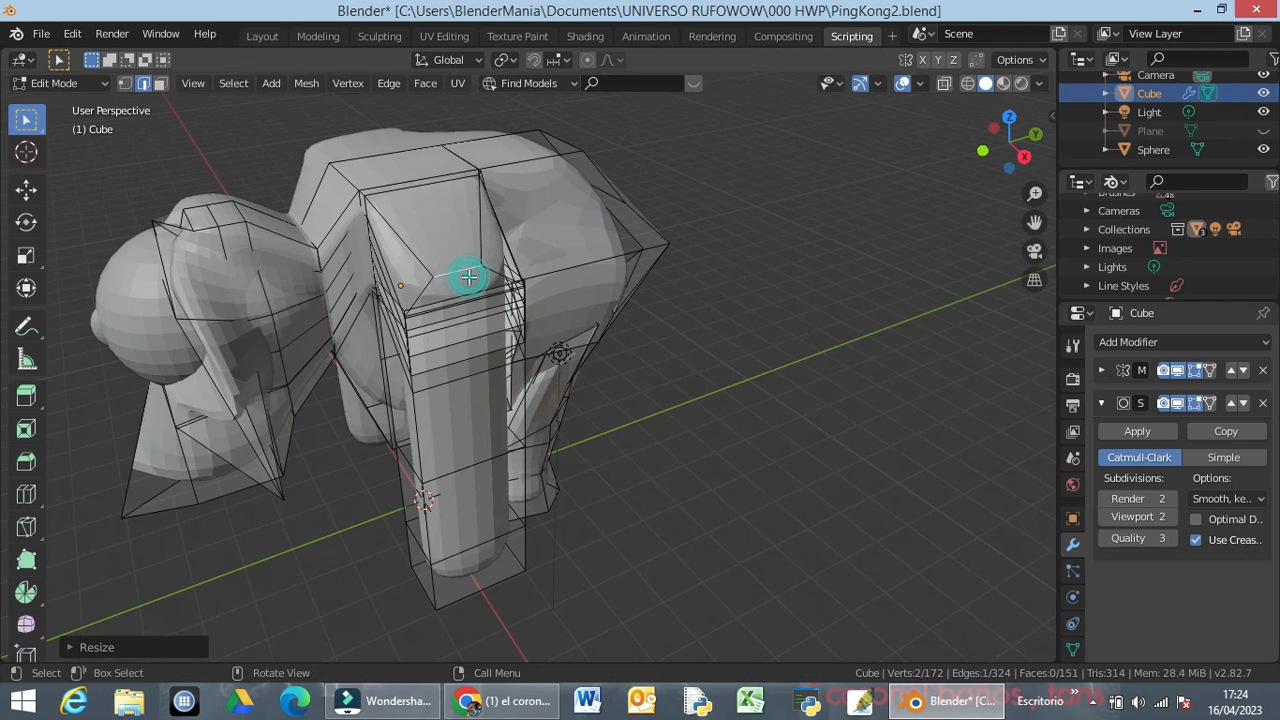 Blender* [C:\Users\BlenderMania\Documents\UNIVERSO RUFOWOW\000 HWP\PingKong2.blend]
File Edit Render Window Help Layout Modeling Sculpting UV Editing Texture Paint Shading Animation Rendering Compositing Scripting Scene View Layer
Global X Y Z Options
Edit Mode View Select Add Mesh Vertex Edge Face UV Find Models
User Perspective
(1) Cube
Z
Y
X
Camera
Cube
Light
Plane
Sphere
Brushes
48
Cameras
Collections 3
Images
Lights
Line Styles
Cube
Add Modifier
M
S
Apply Copy
Catmull-Clark Simple
Subdivisions: Options:
Render 2 Smooth, ke..
Viewport 2 Optimal D..
Quality 3 Use Creas..
Resize
Select Box Select Rotate View Call Menu Cube | Verts:2/172 | Edges:1/324 | Faces:0/151 | Tris:314 | Mem: 28.4 MiB | v2.82.7
Wondersha... (1) el coron... Blender* [C... Escritorio » 17:24
16/04/2023